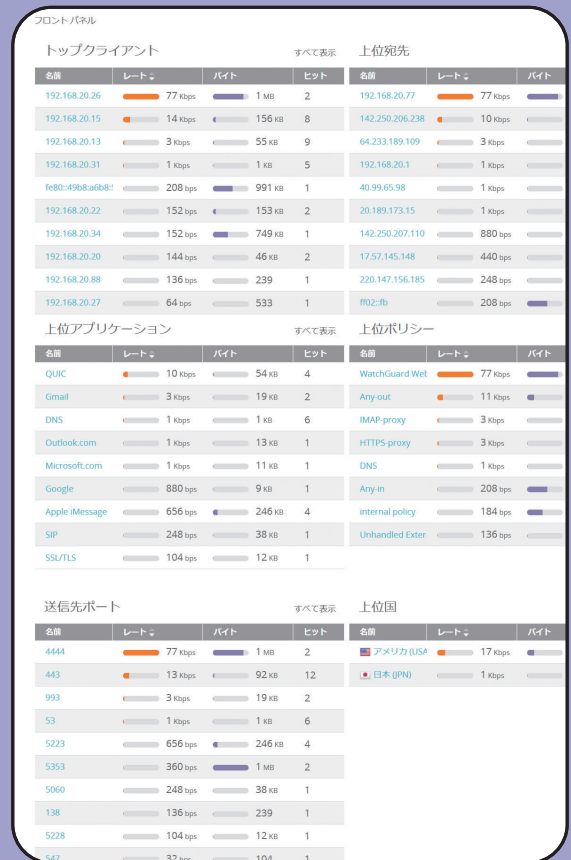 フロントパネル
トップクライアント すべて表示
名前 レート バイト ヒット
192.168.20.26 77 Kbps 1 MB 2
192.168.20.15 14 Kbps 156 KB 8
192.168.20.13 3 Kbps 55 KB 9
192.168.20.31 1 Kbps 1 KB 5
fe80::49b8:a6b8: 208 bps 991 KB 1
192.168.20.22 152 bps 153 KB 2
192.168.20.34 152 bps 749 KB 1
192.168.20.20 144 bps 46 KB 2
192.168.20.88 136 bps 239 1
192.168.20.27 64 bps 533 1
上位宛先
名前 レート バイト
192.168.20.77 77 Kbps
142.250.206.238 10 Kbps
64.233.189.109 3 Kbps
192.168.20.1 1 Kbps
40.99.65.98 1 Kbps
20.189.173.15 1 Kbps
142.250.207.110 880 bps
17.57.145.148 440 bps
220.147.156.185 248 bps
ff02::fb 208 bps
上位アプリケーション すべて表示
名前 レート バイト ヒット
QUIC 10 Kbps 54 KB 4
Gmail 3 Kbps 19 KB 2
DNS 1 Kbps 1 KB 6
Outlook.com 1 Kbps 13 KB 1
Microsoft.com 1 Kbps 11 KB 1
Google 880 bps 9 KB 1
Apple iMessage 656 bps 246 KB 4
SIP 248 bps 38 KB 1
SSL/TLS 104 bps 12 KB 1
上位ポリシー
名前 レート バイト
WatchGuard Wet 77 Kbps
Any-out 11 Kbps
IMAP-proxy 3 Kbps
HTTPS-proxy 3 Kbps
DNS 1 Kbps
Any-in 208 bps
internal policy 184 bps
Unhandled Exter 136 bps
送信先ポート すべて表示
名前 レート バイト ヒット
4444 77 Kbps 1 MB 2
443 13 Kbps 92 KB 12
993 3 Kbps 19 KB 2
53 1 Kbps 1 KB 6
5223 656 bps 246 KB 4
5353 360 bps 1 MB 2
5060 248 bps 38 KB 1
138 136 bps 239 1
5228 104 bps 12 KB 1
547 32 bps 104 1
上位国
名前 レート バイト
アメリカ (USA 17 Kbps
日本 (JPN) 1 Kbps